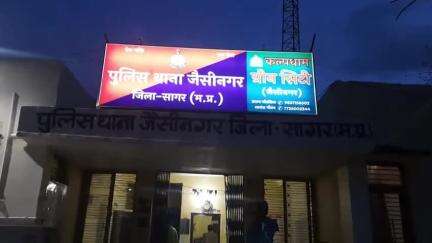 पुलिस थाना जैसीनगर
जिला-सागर (म.प्र.)
कल्पधाम
ग्रीन सिटी
(जैसीनगर)
पुलिस थाना जैसीनगर जिला - सागर (म.प्र.)